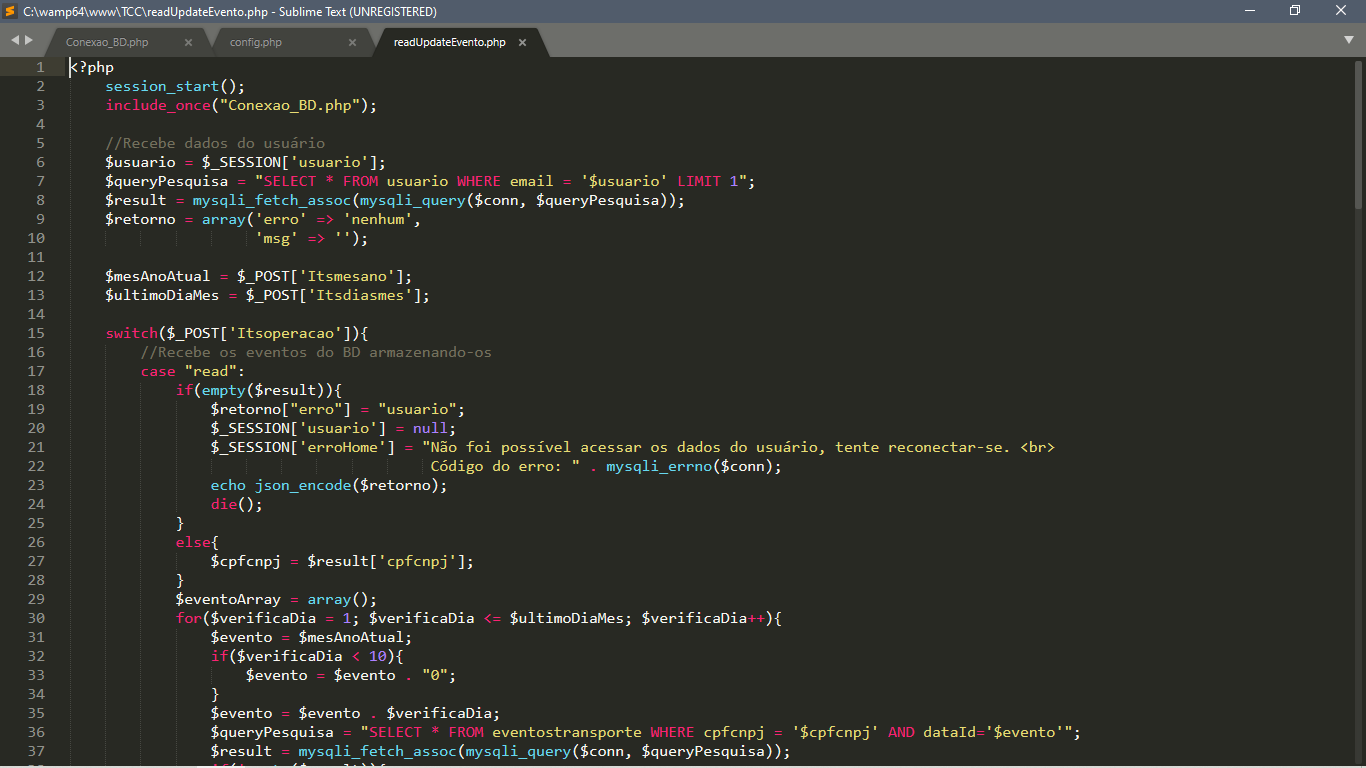 C:\wamp64\www\TCC\readUpdateEvento.php - Sublime Text (UNREGISTERED)
Conexao_BD.php config.php readUpdateEvento.php
1 <?php
2 session_start();
3 include_once("Conexao_BD.php");
4
5 //Recebe dados do usuário
6 $usuario = $_SESSION['usuario'];
7 $queryPesquisa = "SELECT * FROM usuario WHERE email = '$usuario' LIMIT 1";
8 $result = mysqli_fetch_assoc(mysqli_query($conn, $queryPesquisa));
9 $retorno = array('erro' => 'nenhum',
10 'msg' => '');
11
12 $mesAnoAtual = $_POST['Itsmesano'];
13 $ultimoDiaMes = $_POST['Itsdiasmes'];
14
15 switch($_POST['Itsoperacao']){
16 //Recebe os eventos do BD armazenando-os
17 case "read":
18 if(empty($result)){
19 $retorno["erro"] = "usuario";
20 $_SESSION['usuario'] = null;
21 $_SESSION['erroHome'] = "Não foi possível acessar os dados do usuário, tente reconectar-se. <br>
22 Código do erro: " . mysqli_errno($conn);
23 echo json_encode($retorno);
24 die();
25 }
26 else{
27 $cpfcnpj = $result['cpfcnpj'];
28 }
29 $eventoArray = array();
30 for($verificaDia = 1; $verificaDia <= $ultimoDiaMes; $verificaDia++){
31 $evento = $mesAnoAtual;
32 if($verificaDia < 10){
33 $evento = $evento . "0";
34 }
35 $evento = $evento . $verificaDia;
36 $queryPesquisa = "SELECT * FROM eventostransporte WHERE cpfcnpj = '$cpfcnpj' AND dataId='$evento'";
37 $result = mysqli_fetch_assoc(mysqli_query($conn, $queryPesquisa));